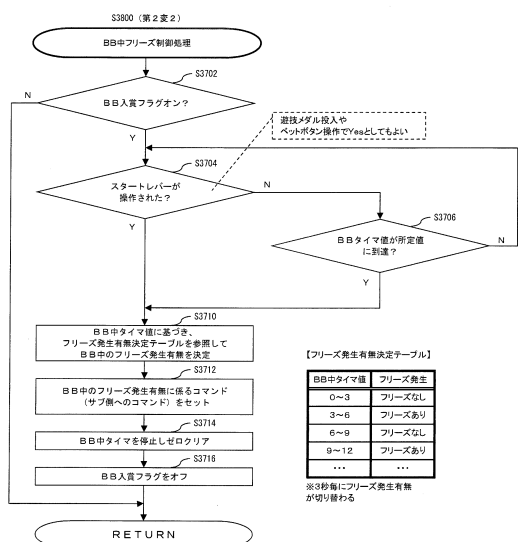 S3800（第２変２）
ＢＢ中フリーズ制御処理
S3702
N
ＢＢ入賞フラグオン？
Y
遊技メダル投入や
ベットボタン操作でYesとしてもよい
S3704
スタートレバーが
操作された？
N
Y
S3706
ＢＢタイマ値が所定値
に到達？
N
Y
S3710
ＢＢ中タイマ値に基づき、
フリーズ発生有無決定テーブルを参照して
ＢＢ中のフリーズ発生有無を決定
S3712
ＢＢ中のフリーズ発生有無に係るコマンド
（サブ側へのコマンド）をセット
S3714
ＢＢ中タイマを停止しゼロクリア
S3716
ＢＢ入賞フラグをオフ
ＲＥＴＵＲＮ
【フリーズ発生有無決定テーブル】
BB中タイマ値 フリーズ発生
0～3 フリーズなし
3～6 フリーズあり
6～9 フリーズなし
9～12 フリーズあり
・・・ ・・・
※３秒毎にフリーズ発生有無
が切り替わる